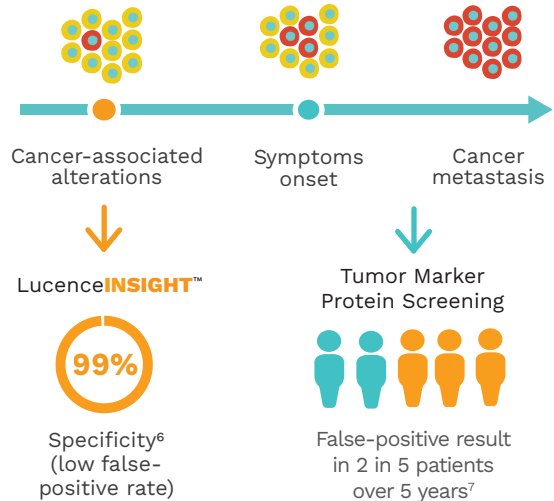 Cancer-associated
alterations
Symptoms
onset
Cancer
metastasis
LucenceINSIGHT™
99%
Specificity⁶
(low false-
positive rate)
Tumor Marker
Protein Screening
False-positive result
in 2 in 5 patients
over 5 years⁷